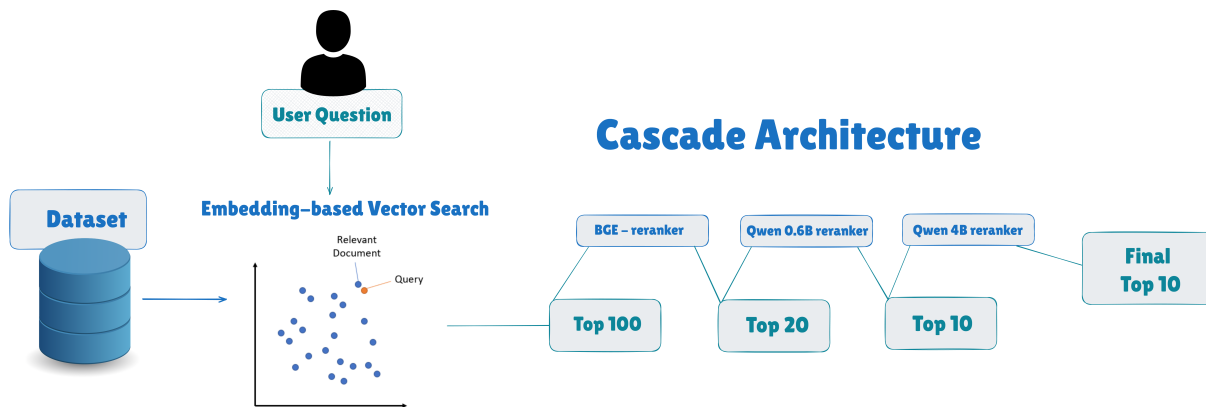 User Question
Cascade Architecture
Dataset
Embedding-based Vector Search
Relevant
Document
Query
BGE - reranker
Qwen 0.6B reranker
Qwen 4B reranker
Final
Top 10
Top 100
Top 20
Top 10